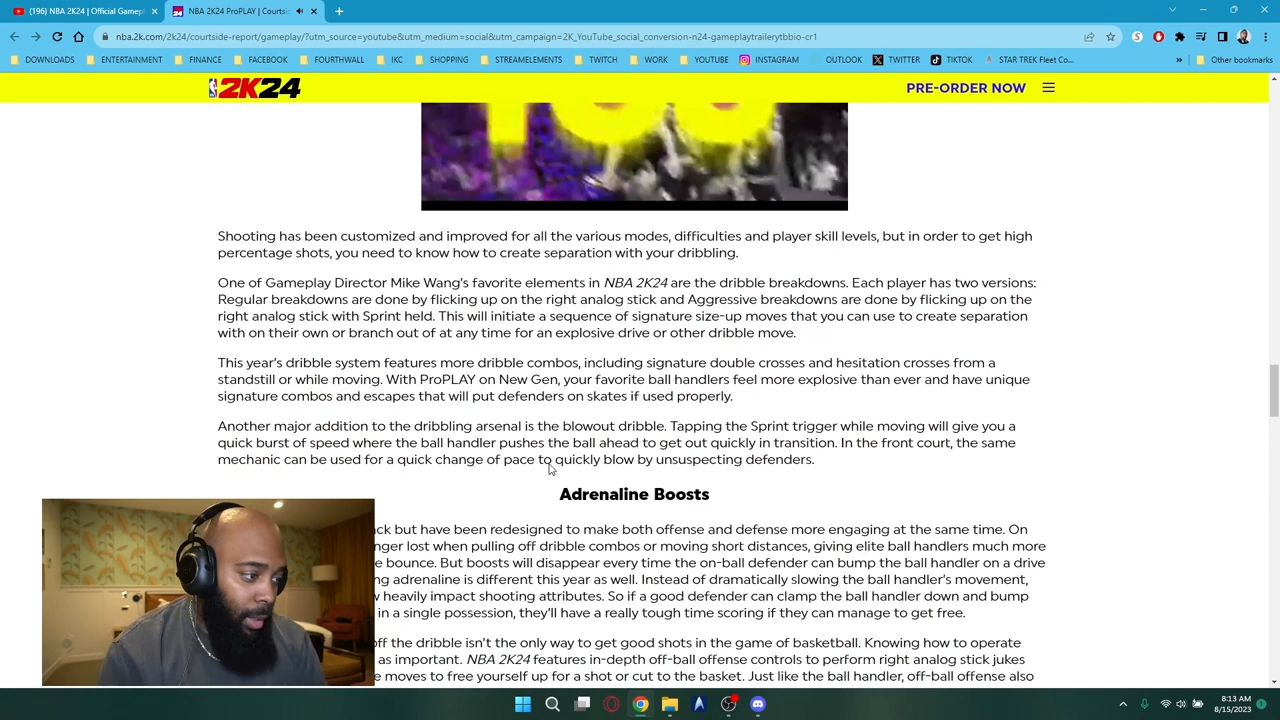 (196) NBA 2K24 | Official Gamep
NBA 2K24 ProPLAY | Courtsi
nba.2k.com/2k24/courtside-report/gameplay/?utm_source=youtube&utm_medium=social&utm_campaign=2K_YouTube_social_conversion-n24-gameplaytrailerytbbio-cr1
DOWNLOADS ENTERTAINMENT FINANCE FACEBOOK FOURTHWALL IKC SHOPPING STREAMELEMENTS TWITCH WORK YOUTUBE INSTAGRAM OUTLOOK TWITTER TIKTOK STAR TREK Fleet Co... » Other bookmarks
2K24 PRE-ORDER NOW
Shooting has been customized and improved for all the various modes, difficulties and player skill levels, but in order to get high
percentage shots, you need to know how to create separation with your dribbling.
One of Gameplay Director Mike Wang's favorite elements in NBA 2K24 are the dribble breakdowns. Each player has two versions:
Regular breakdowns are done by flicking up on the right analog stick and Aggressive breakdowns are done by flicking up on the
right analog stick with Sprint held. This will initiate a sequence of signature size-up moves that you can use to create separation
with on their own or branch out of at any time for an explosive drive or other dribble move.
This year's dribble system features more dribble combos, including signature double crosses and hesitation crosses from a
standstill or while moving. With ProPLAY on New Gen, your favorite ball handlers feel more explosive than ever and have unique
signature combos and escapes that will put defenders on skates if used properly.
Another major addition to the dribbling arsenal is the blowout dribble. Tapping the Sprint trigger while moving will give you a
quick burst of speed where the ball handler pushes the ball ahead to get out quickly in transition. In the front court, the same
mechanic can be used for a quick change of pace to quickly blow by unsuspecting defenders.
Adrenaline Boosts
but have been redesigned to make both offense and defense more engaging at the same time. On
lost when pulling off dribble combos or moving short distances, giving elite ball handlers much more
bounce. But boosts will disappear every time the on-ball defender can bump the ball handler on a drive
adrenaline is different this year as well. Instead of dramatically slowing the ball handler's movement,
heavily impact shooting attributes. So if a good defender can clamp the ball handler down and bump
in a single possession, they'll have a really tough time scoring if they can manage to get free.
off the dribble isn't the only way to get good shots in the game of basketball. Knowing how to operate
as important. NBA 2K24 features in-depth off-ball offense controls to perform right analog stick jukes
moves to free yourself up for a shot or cut to the basket. Just like the ball handler, off-ball offense also
8:13 AM
8/15/2023